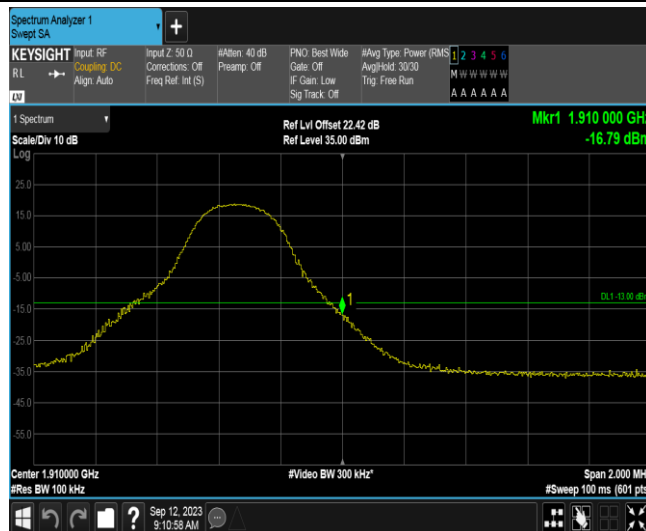 Spectrum Analyzer 1
Swept SA
KEYSIGHT
RL
Input: RF
Coupling: DC
Align: Auto
Input Z: 50 Ω
Corrections: Off
Freq Ref: Int (S)
#Atten: 40 dB
Preamp: Off
PNO: Best Wide
Gate: Off
IF Gain: Low
Sig Track: Off
#Avg Type: Power (RMS
Avg|Hold: 30/30
Trig: Free Run
1 2 3 4 5 6
M W W W W W
A A A A A A
LXI
1 Spectrum
Scale/Div 10 dB
Ref Lvl Offset 22.42 dB
Ref Level 35.00 dBm
Mkr1 1.910 000 GHz
-16.79 dBm
Log
25.0
15.0
5.00
-5.00
-15.0
-25.0
-35.0
-45.0
-55.0
1
DL1 -13.00 dBm
Center 1.910000 GHz
#Res BW 100 kHz
#Video BW 300 kHz*
Span 2.000 MH
#Sweep 100 ms (601 pts
Sep 12, 2023
9:10:58 AM